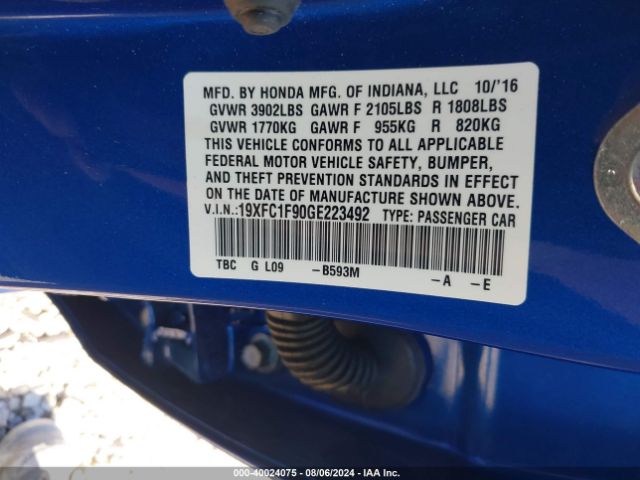 MFD. BY HONDA MFG. OF INDIANA, LLC 10/'16
GVWR 3902LBS GAWR F 2105LBS R 1808LBS
GVWR 1770KG GAWR F 955KG R 820KG
THIS VEHICLE CONFORMS TO ALL APPLICABLE
FEDERAL MOTOR VEHICLE SAFETY, BUMPER,
AND THEFT PREVENTION STANDARDS IN EFFECT
ON THE DATE OF MANUFACTURE SHOWN ABOVE.
V.I.N.:19XFC1F90GE223492 TYPE: PASSENGER CAR
TBC G L09 -B593M -A -E
000-40024075 - 08/06/2024 - IAA Inc.